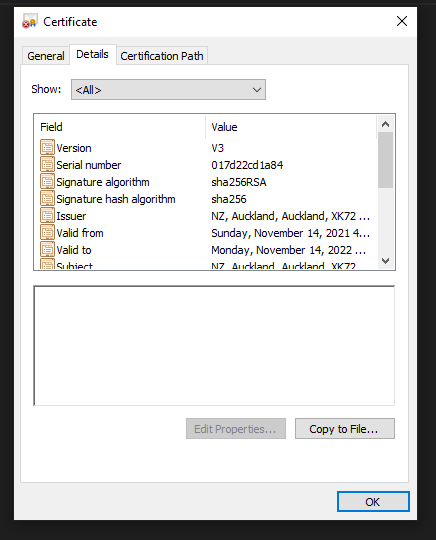 Certificate
General Details Certification Path
Show: <All>
Field Value
Version V3
Serial number 017d22cd1a84
Signature algorithm sha256RSA
Signature hash algorithm sha256
Issuer NZ, Auckland, Auckland, XK72 ...
Valid from Sunday, November 14, 2021 4...
Valid to Monday, November 14, 2022 ...
Subject NZ, Auckland, Auckland, XK72 ...
Edit Properties... Copy to File...
OK